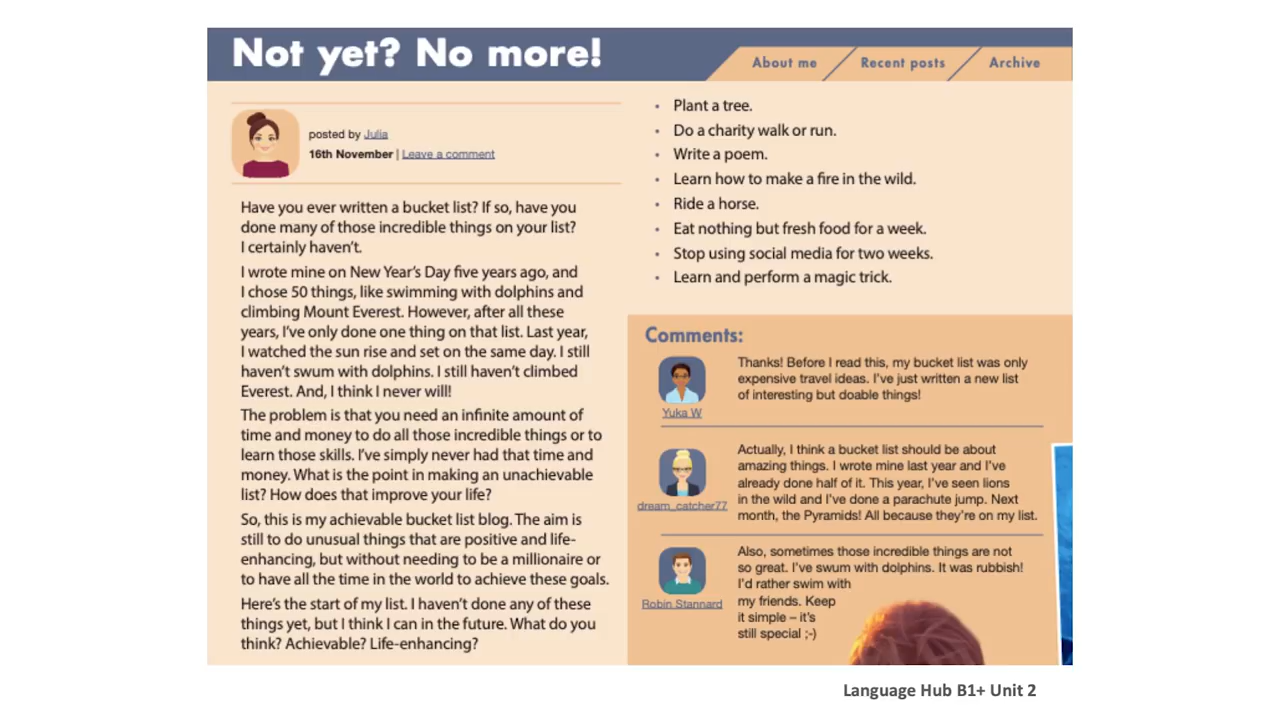 Not yet? No more!
About me
Recent posts
Archive
posted by Julia
16th November | Leave a comment
Have you ever written a bucket list? If so, have you
done many of those incredible things on your list?
I certainly haven't.
I wrote mine on New Year's Day five years ago, and
I chose 50 things, like swimming with dolphins and
climbing Mount Everest. However, after all these
years, I've only done one thing on that list. Last year,
I watched the sun rise and set on the same day. I still
haven't swum with dolphins. I still haven't climbed
Everest. And, I think I never will!
The problem is that you need an infinite amount of
time and money to do all those incredible things or to
learn those skills. I've simply never had that time and
money. What is the point in making an unachievable
list? How does that improve your life?
So, this is my achievable bucket list blog. The aim is
still to do unusual things that are positive and life-
enhancing, but without needing to be a millionaire or
to have all the time in the world to achieve these goals.
Here's the start of my list. I haven't done any of these
things yet, but I think I can in the future. What do you
think? Achievable? Life-enhancing?
• Plant a tree.
• Do a charity walk or run.
• Write a poem.
• Learn how to make a fire in the wild.
• Ride a horse.
• Eat nothing but fresh food for a week.
• Stop using social media for two weeks.
• Learn and perform a magic trick.
Comments:
Yuka W
Thanks! Before I read this, my bucket list was only
expensive travel ideas. I've just written a new list
of interesting but doable things!
dream_catcher77
Actually, I think a bucket list should be about
amazing things. I wrote mine last year and I've
already done half of it. This year, I've seen lions
in the wild and I've done a parachute jump. Next
month, the Pyramids! All because they're on my list.
Robin Stannard
Also, sometimes those incredible things are not
so great. I've swum with dolphins. It was rubbish!
I'd rather swim with
my friends. Keep
it simple – it's
still special ;-)
Language Hub B1+ Unit 2